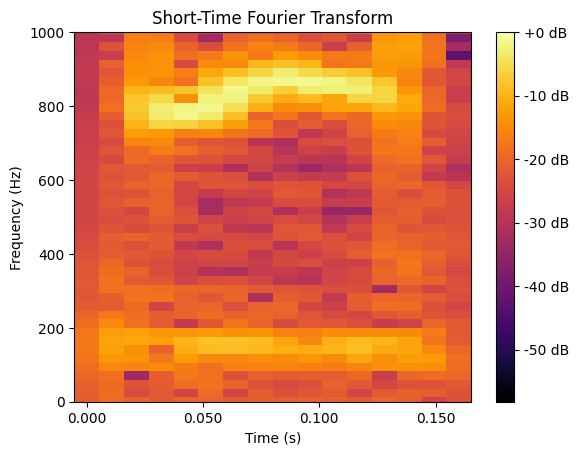 Short-Time Fourier Transform
Frequency (Hz)
1000
800
600
400
200
0
0.000 0.050 0.100 0.150
Time (s)
+0 dB
-10 dB
-20 dB
-30 dB
-40 dB
-50 dB